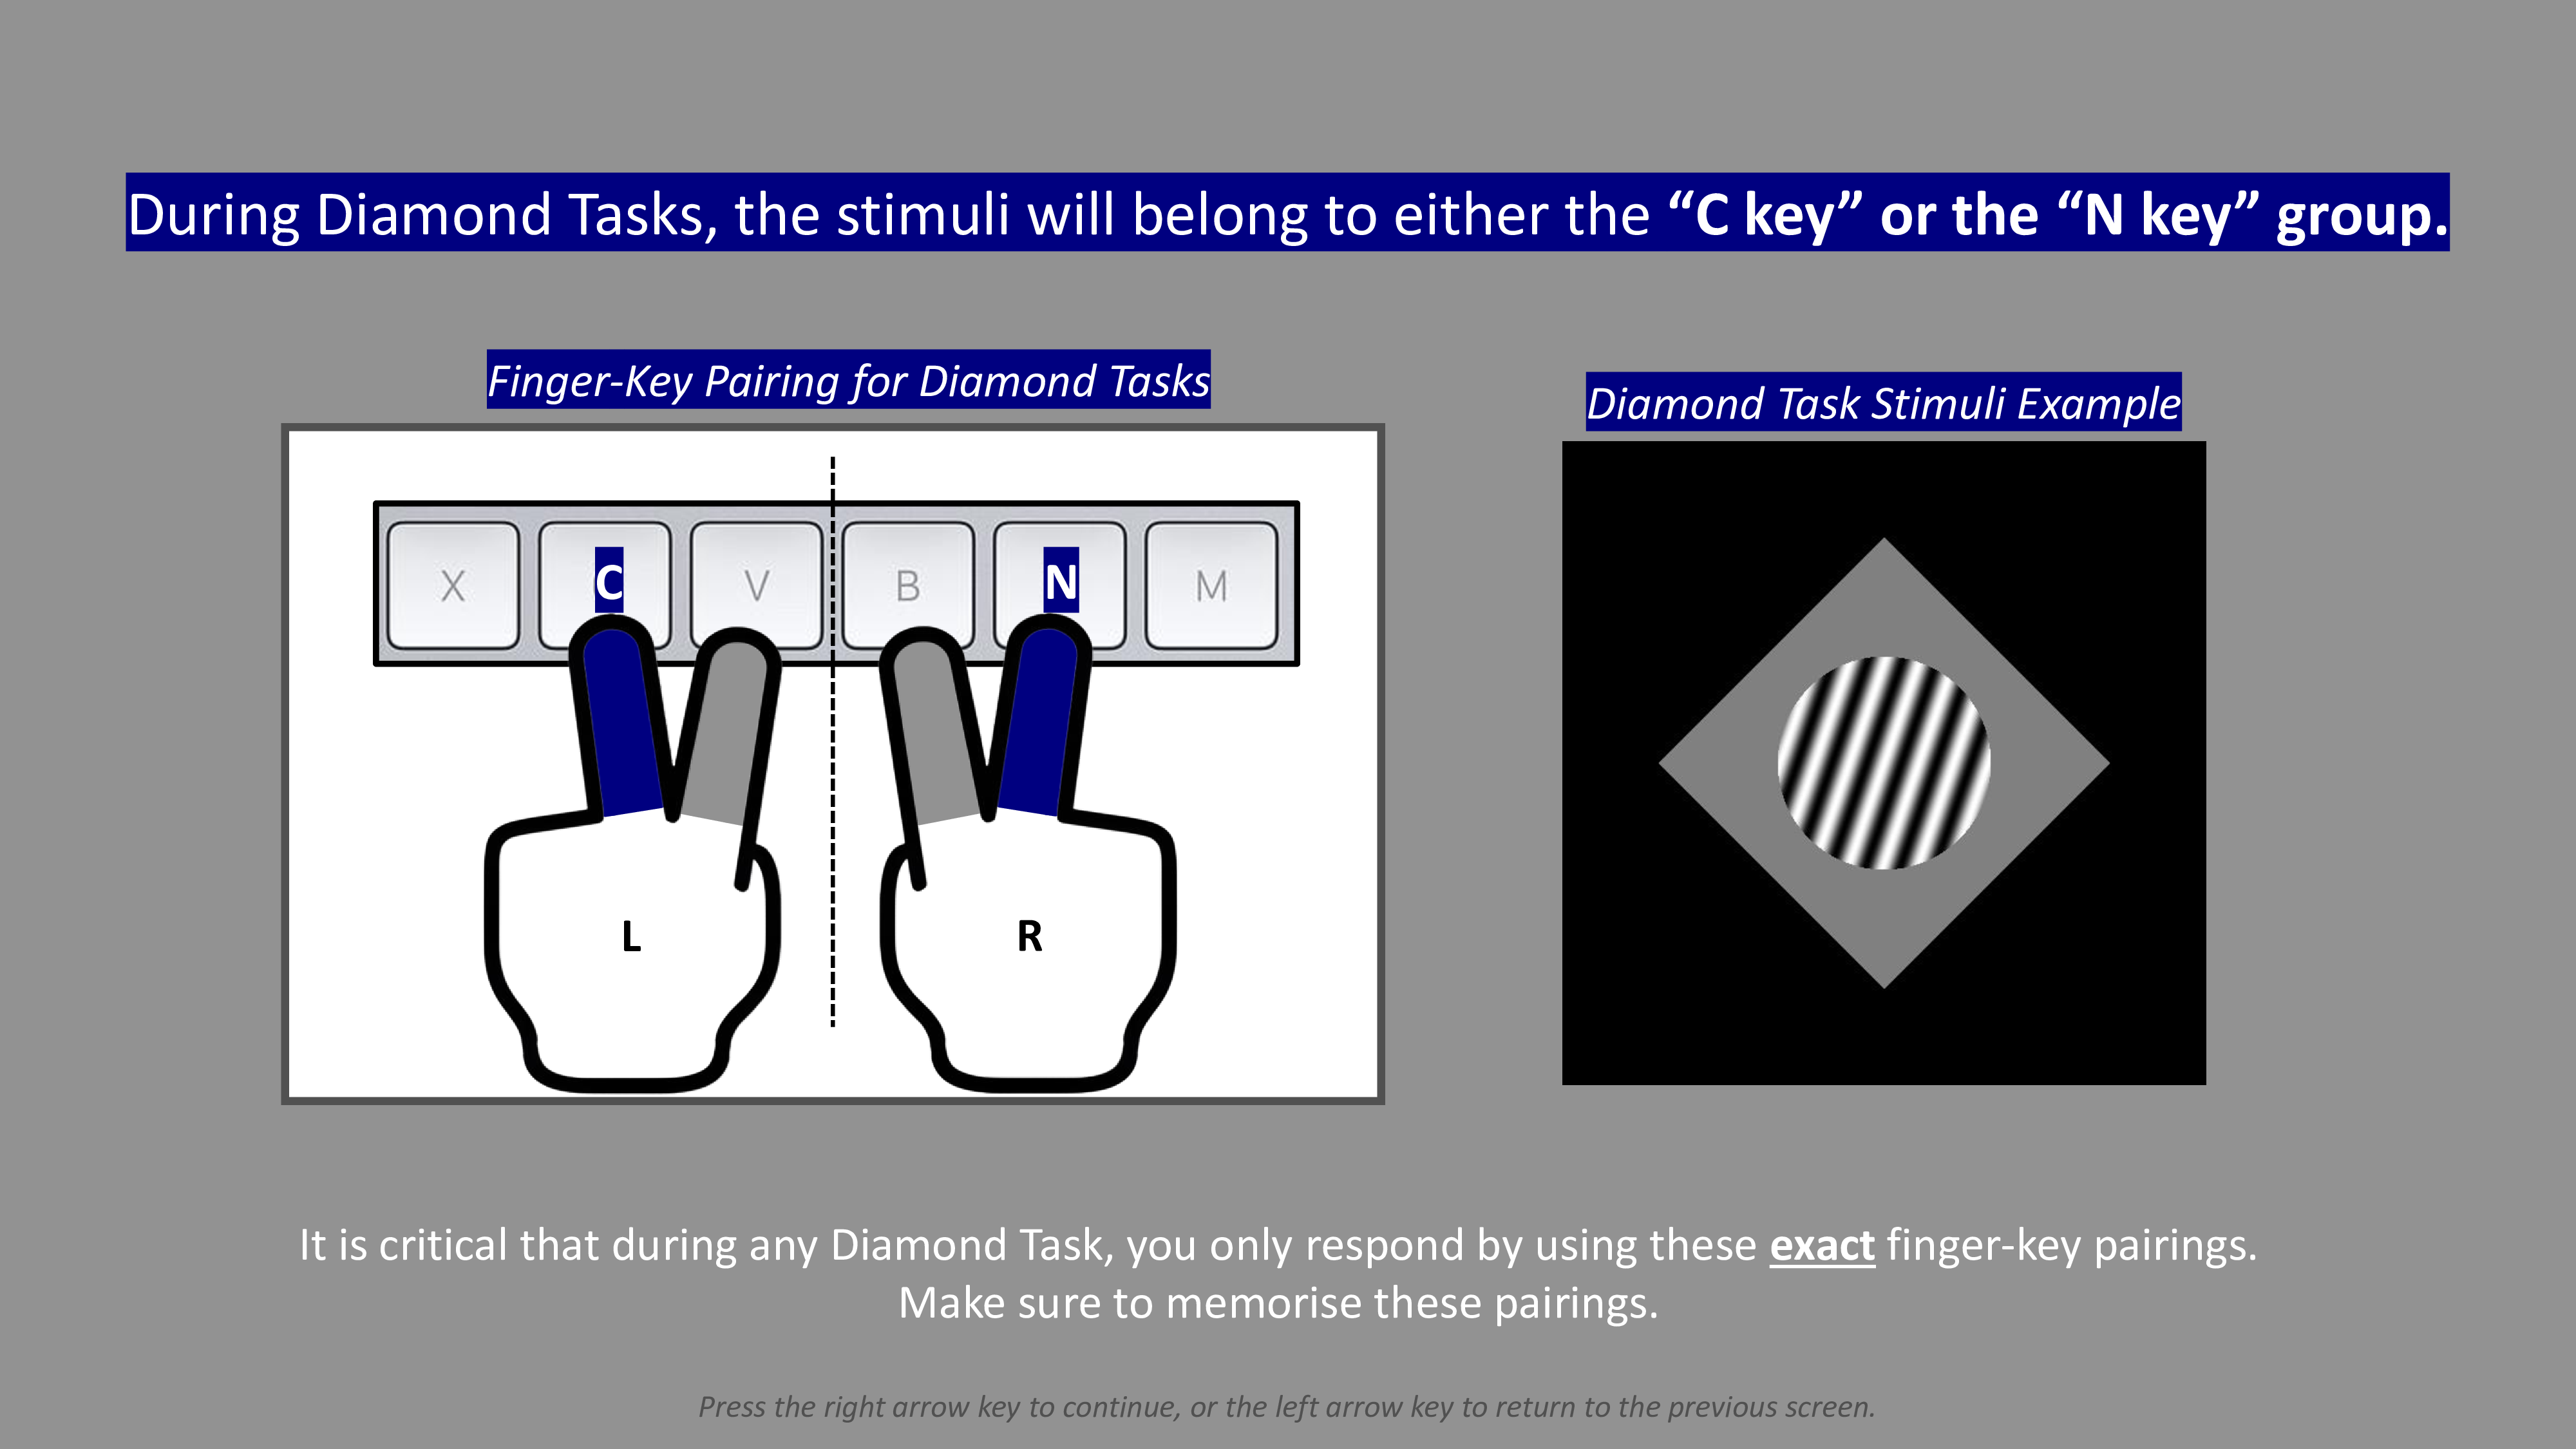 During Diamond Tasks, the stimuli will belong to either the “C key” or the “N key” group.
Finger-Key Pairing for Diamond Tasks
Diamond Task Stimuli Example
X C V B N M
L R
It is critical that during any Diamond Task, you only respond by using these exact finger-key pairings.
Make sure to memorise these pairings.
Press the right arrow key to continue, or the left arrow key to return to the previous screen.